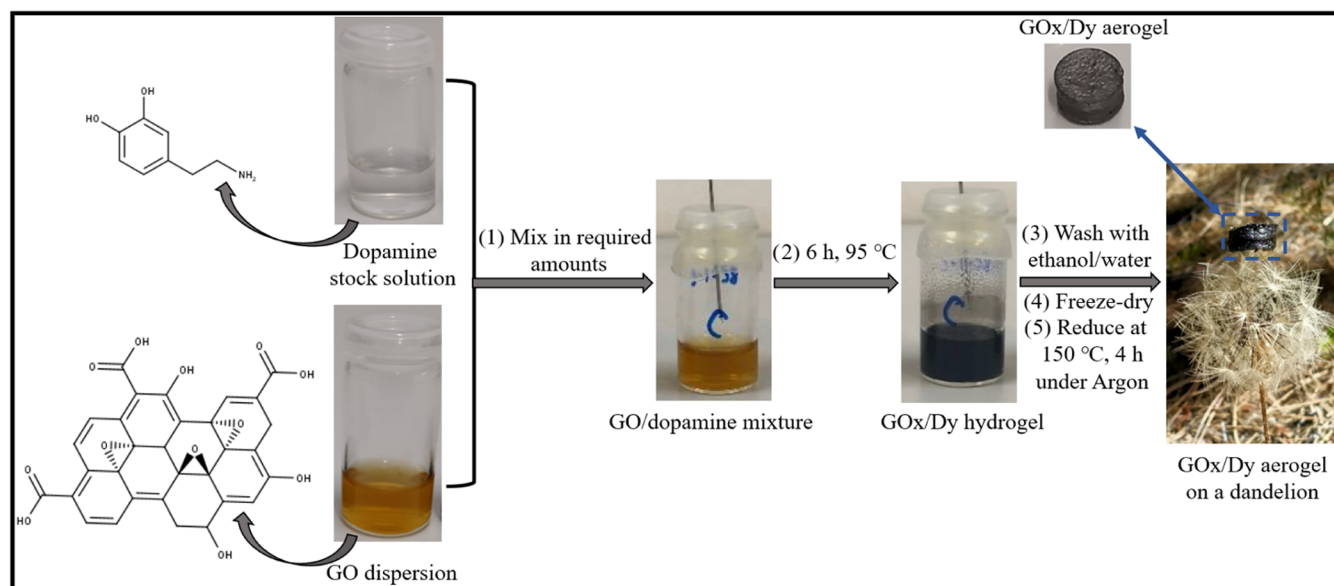 GOx/Dy aerogel
OH
HO
NH2
Dopamine
stock solution
(1) Mix in required
amounts
(2) 6 h, 95 °C
(3) Wash with
ethanol/water
(4) Freeze-dry
(5) Reduce at
150 °C, 4 h
under Argon
GO/dopamine mixture
GOx/Dy hydrogel
GOx/Dy aerogel
on a dandelion
OH
O
OH
OH
O
O
O
O
O
OH
HO
OH
GO dispersion